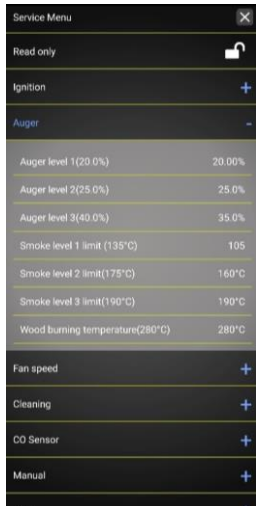 Service Menu
Read only
Ignition +
Auger -
Auger level 1(20.0%) 20.00%
Auger level 2(25.0%) 25.0%
Auger level 3(40.0%) 35.0%
Smoke level 1 limit (135°C) 105
Smoke level 2 limit(175°C) 160°C
Smoke level 3 limit(190°C) 190°C
Wood burning temperature(280°C) 280°C
Fan speed +
Cleaning +
CO Sensor +
Manual +